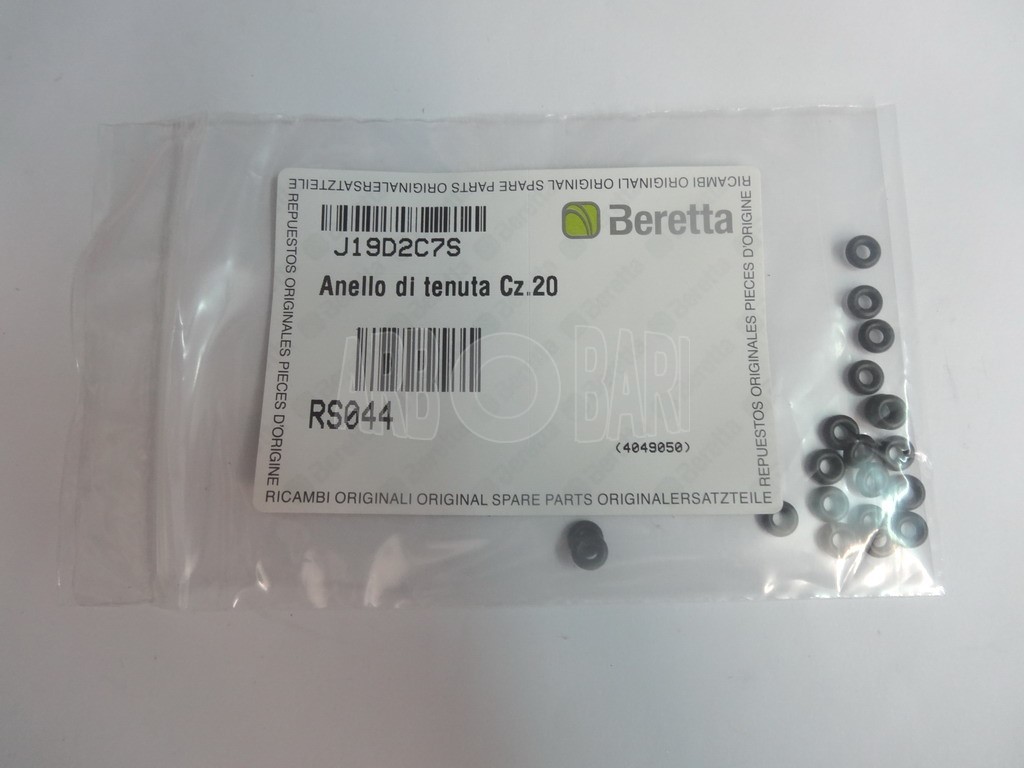 RICAMBI ORIGINALI ORIGINAL SPARE PARTS ORIGINALERSATZTEILE
Beretta
J19D2C7S
Anello di tenuta Cz.20
RS044
(4049050)
REPUESTOS ORIGINALES PIECES D'ORIGINE
REPUESTOS ORIGINALES PIECES D'ORIGINE
RICAMBI ORIGINALI ORIGINAL SPARE PARTS ORIGINALERSATZTEILE
BARI